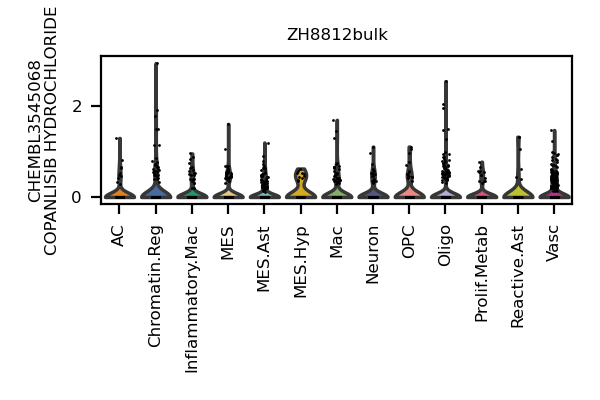 ZH8812bulk
CHEMBL3545068
COPANLISIB HYDROCHLORIDE
2
0
AC
Chromatin.Reg
Inflammatory.Mac
MES
MES.Ast
MES.Hyp
Mac
Neuron
OPC
Oligo
Prolif.Metab
Reactive.Ast
Vasc